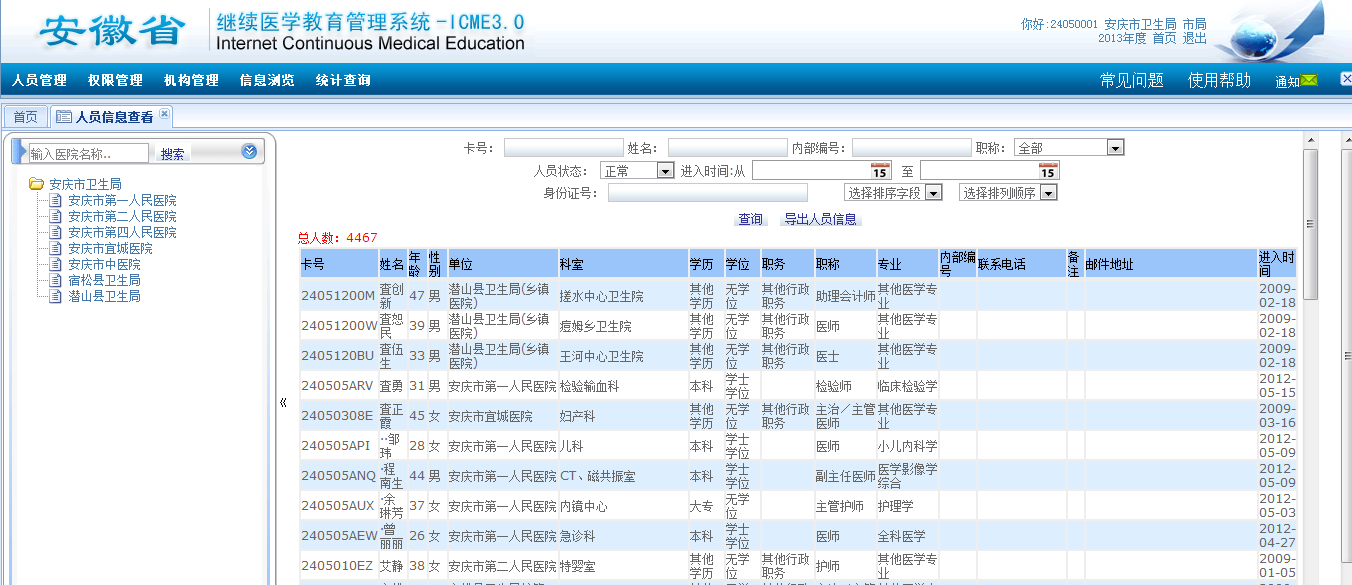 安徽省 继续医学教育管理系统-ICME3.0
Internet Continuous Medical Education
你好:24050001 安庆市卫生局 市局
2013年度 首页 退出
人员管理 权限管理 机构管理 信息浏览 统计查询 常见问题 使用帮助 通知
首页 人员信息查看
输入医院名称.. 搜索
安庆市卫生局
安庆市第一人民医院
安庆市第二人民医院
安庆市第四人民医院
安庆市宜城医院
安庆市中医院
宿松县卫生局
潜山县卫生局
卡号: 姓名: 内部编号: 职称: 全部
人员状态: 正常 进入时间:从 15 至 15
身份证号: 选择排序字段 选择排列顺序
查询 导出人员信息
总人数: 4467
卡号 姓名 年龄 性别 单位 科室 学历 学位 职务 职称 专业 内部编号 联系电话 备注 邮件地址 进入时间
24051200M 査创新 47 男 潜山县卫生局(乡镇医院) 搓水中心卫生院 其他学历 无学位 其他行政职务 助理会计师 其他医学专业 2009-02-18
24051200W 査恕民 39 男 潜山县卫生局(乡镇医院) 痘姆乡卫生院 其他学历 无学位 其他行政职务 医师 其他医学专业 2009-02-18
2405120BU 査伍生 33 男 潜山县卫生局(乡镇医院) 王河中心卫生院 其他学历 无学位 其他行政职务 医士 其他医学专业 2009-02-18
240505ARV 査勇 31 男 安庆市第一人民医院 检验输血科 本科 学士学位 检验师 临床检验学 2012-05-15
24050308E 査正霞 45 女 安庆市宜城医院 妇产科 其他学历 无学位 其他行政职务 主治／主管医师 其他医学专业 2009-03-16
240505API ··邹玮 28 女 安庆市第一人民医院 儿科 本科 学士学位 医师 小儿内科学 2012-05-09
240505ANQ ·程南生 44 男 安庆市第一人民医院 CT、磁共振室 本科 学士学位 副主任医师 医学影像学综合 2012-05-09
240505AUX ·余琳芳 37 女 安庆市第一人民医院 内镜中心 大专 无学位 主管护师 护理学 2012-05-03
240505AEW ·曾丽丽 26 女 安庆市第一人民医院 急诊科 本科 学士学位 医师 全科医学 2012-04-27
2405010EZ 艾静 38 女 安庆市第二人民医院 特婴室 其他学历 无学位 其他行政职务 护师 其他医学专业 2009-01-05